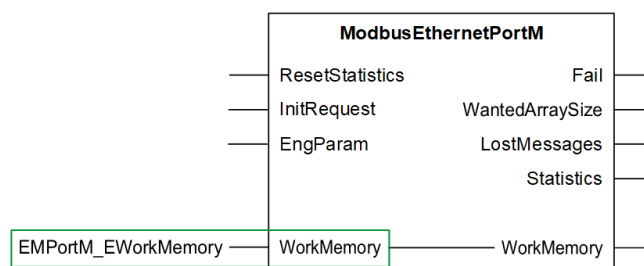 ModbusEthernetPortM
ResetStatistics Fail
InitRequest WantedArraySize
EngParam LostMessages
Statistics
EMPortM_EWorkMemory WorkMemory WorkMemory